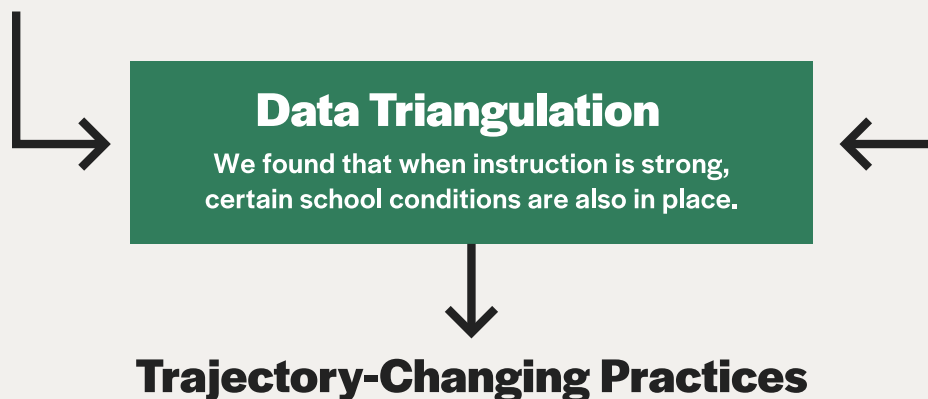 Data Triangulation
We found that when instruction is strong,
certain school conditions are also in place.
Trajectory-Changing Practices